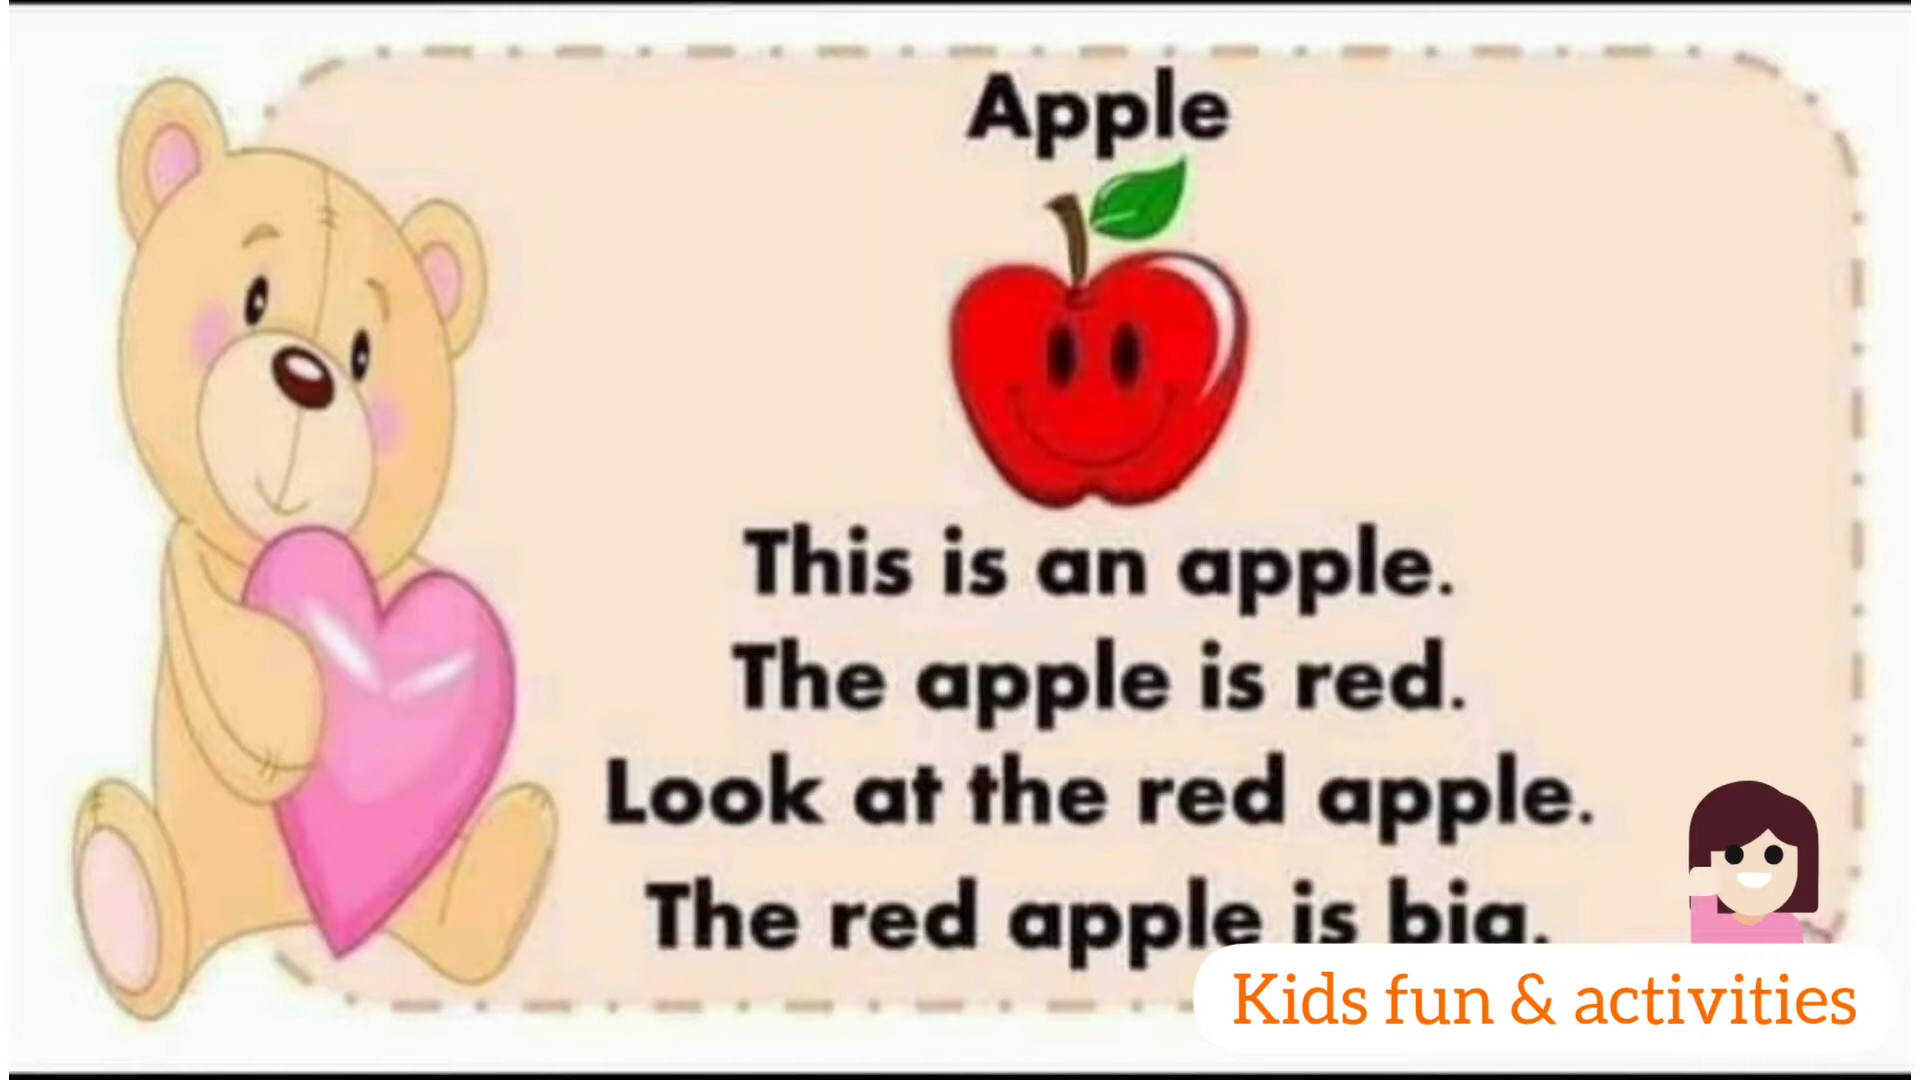 Apple
This is an apple.
The apple is red.
Look at the red apple.
The red apple is big.
Kids fun & activities